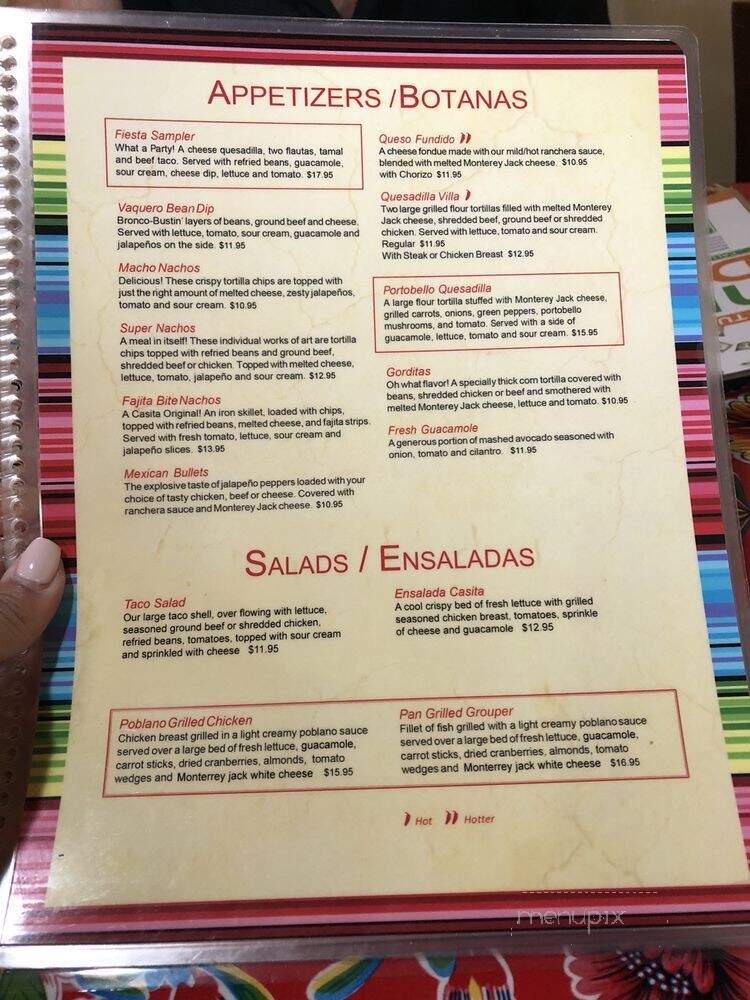 APPETIZERS / BOTANAS
Fiesta Sampler
What a Party! A cheese quesadilla, two flautas, tamal
and beef taco. Served with refried beans, guacamole,
sour cream, cheese dip, lettuce and tomato. $17.95
Vaquero Bean Dip
Bronco-Bustin' layers of beans, ground beef and cheese.
Served with lettuce, tomato, sour cream, guacamole and
jalapeños on the side. $11.95
Macho Nachos
Delicious! These crispy tortilla chips are topped with
just the right amount of melted cheese, zesty jalapeños,
tomato and sour cream. $10.95
Super Nachos
A meal in itself! These individual works of art are tortilla
chips topped with refried beans and ground beef,
shredded beef or chicken. Topped with melted cheese,
lettuce, tomato, jalapeño and sour cream. $12.95
Fajita Bite Nachos
A Casita Original! An iron skillet, loaded with chips,
topped with refried beans, melted cheese, and fajita strips.
Served with fresh tomato, lettuce, sour cream and
jalapeño slices. $13.95
Mexican Bullets
The explosive taste of jalapeño peppers loaded with your
choice of tasty chicken, beef or cheese. Covered with
ranchera sauce and Monterey Jack cheese. $10.95
Queso Fundido
A cheese fondue made with our mild/hot ranchera sauce,
blended with melted Monterey Jack cheese. $10.95
with Chorizo $11.95
Quesadilla Villa
Two large grilled flour tortillas filled with melted Monterey
Jack cheese, shredded beef, ground beef or shredded
chicken. Served with lettuce, tomato and sour cream.
Regular $11.95
With Steak or Chicken Breast $12.95
Portobello Quesadilla
A large flour tortilla stuffed with Monterey Jack cheese,
grilled carrots, onions, green peppers, portobello
mushrooms, and tomato. Served with a side of
guacamole, lettuce, tomato and sour cream. $15.95
Gorditas
Oh what flavor! A specially thick corn tortilla covered with
beans, shredded chicken or beef and smothered with
melted Monterey Jack cheese, lettuce and tomato. $10.95
Fresh Guacamole
A generous portion of mashed avocado seasoned with
onion, tomato and cilantro. $11.95
SALADS / ENSALADAS
Taco Salad
Our large taco shell, over flowing with lettuce,
seasoned ground beef or shredded chicken,
refried beans, tomatoes, topped with sour cream
and sprinkled with cheese $11.95
Ensalada Casita
A cool crispy bed of fresh lettuce with grilled
seasoned chicken breast, tomatoes, sprinkle
of cheese and guacamole $12.95
Poblano Grilled Chicken
Chicken breast grilled in a light creamy poblano sauce
served over a large bed of fresh lettuce, guacamole,
carrot sticks, dried cranberries, almonds, tomato
wedges and Monterrey jack white cheese $15.95
Pan Grilled Grouper
Fillet of fish grilled with a light creamy poblano sauce
served over a large bed of fresh lettuce, guacamole,
carrot sticks, dried cranberries, almonds, tomato
wedges and Monterrey jack white cheese $16.95
Hot Hotter
menupix